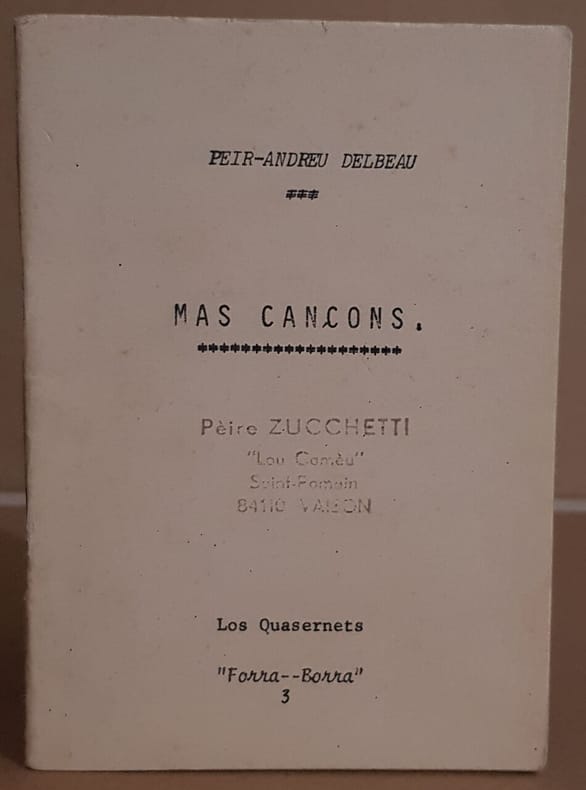 PEIR-ANDREU DELBEAU
***
MAS CANÇONS.
*******************
Pèire ZUCCHETTI
"Lou Camèu"
Saint-Romain
84110 VAISON
Los Quasernets
"Forra--Borra"
3